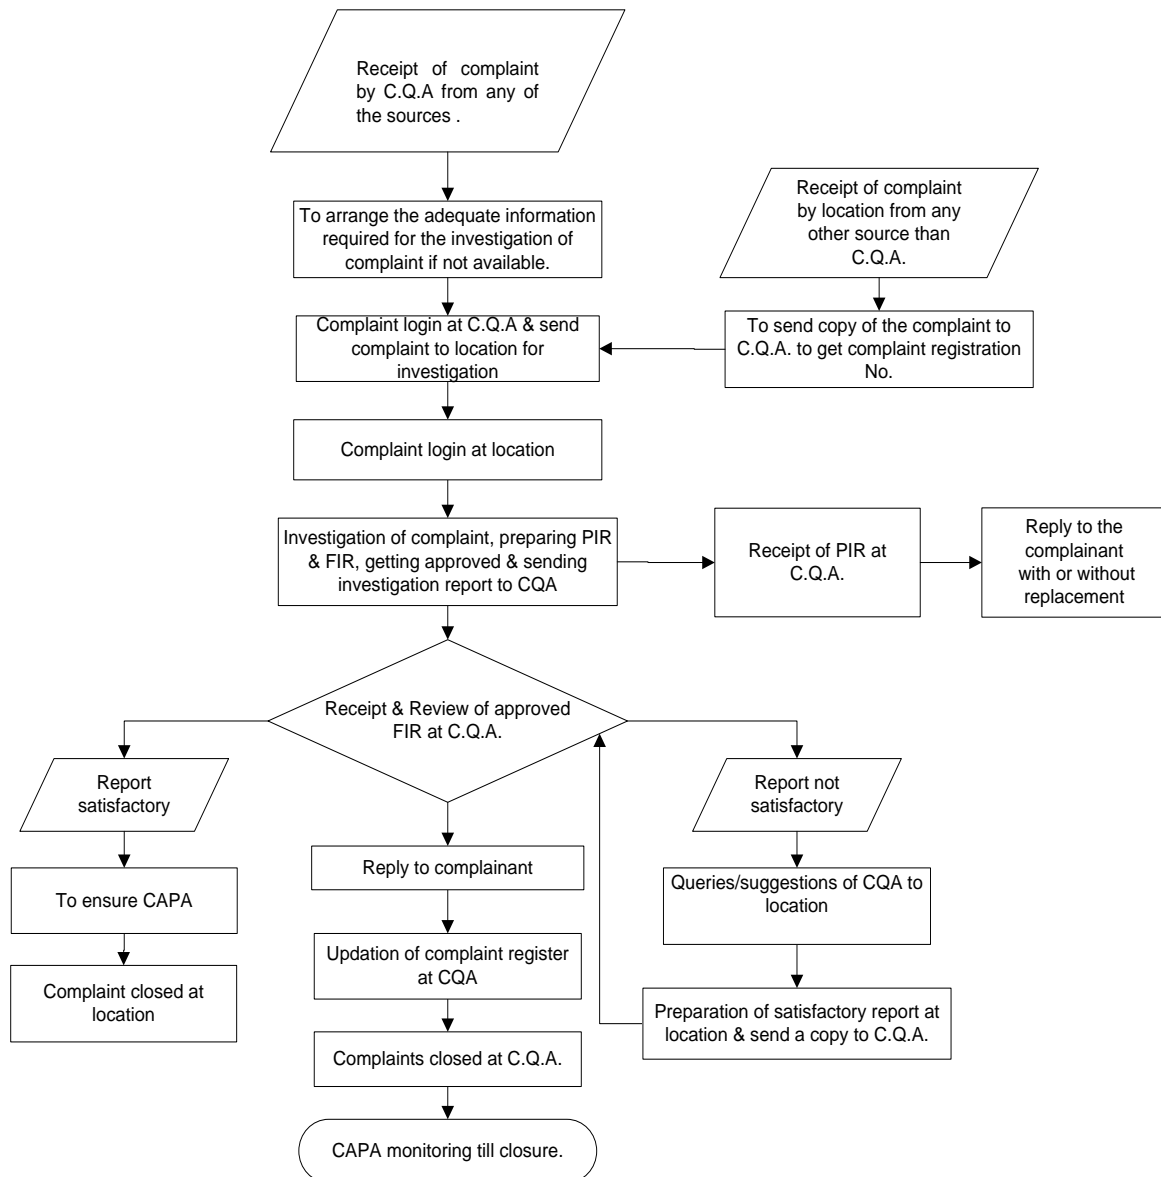 Receipt of complaint
by C.Q.A from any of
the sources .
Receipt of complaint
by location from any
other source than
C.Q.A.
To arrange the adequate information
required for the investigation of
complaint if not available.
Complaint login at C.Q.A & send
complaint to location for
investigation
To send copy of the complaint to
C.Q.A. to get complaint registration
No.
Complaint login at location
Investigation of complaint, preparing PIR
& FIR, getting approved & sending
investigation report to CQA
Receipt of PIR at
C.Q.A.
Reply to the
complainant
with or without
replacement
Receipt & Review of approved
FIR at C.Q.A.
Report
satisfactory
Report not
satisfactory
To ensure CAPA
Reply to complainant
Queries/suggestions of CQA to
location
Complaint closed at
location
Updation of complaint register
at CQA
Preparation of satisfactory report at
location & send a copy to C.Q.A.
Complaints closed at C.Q.A.
CAPA monitoring till closure.